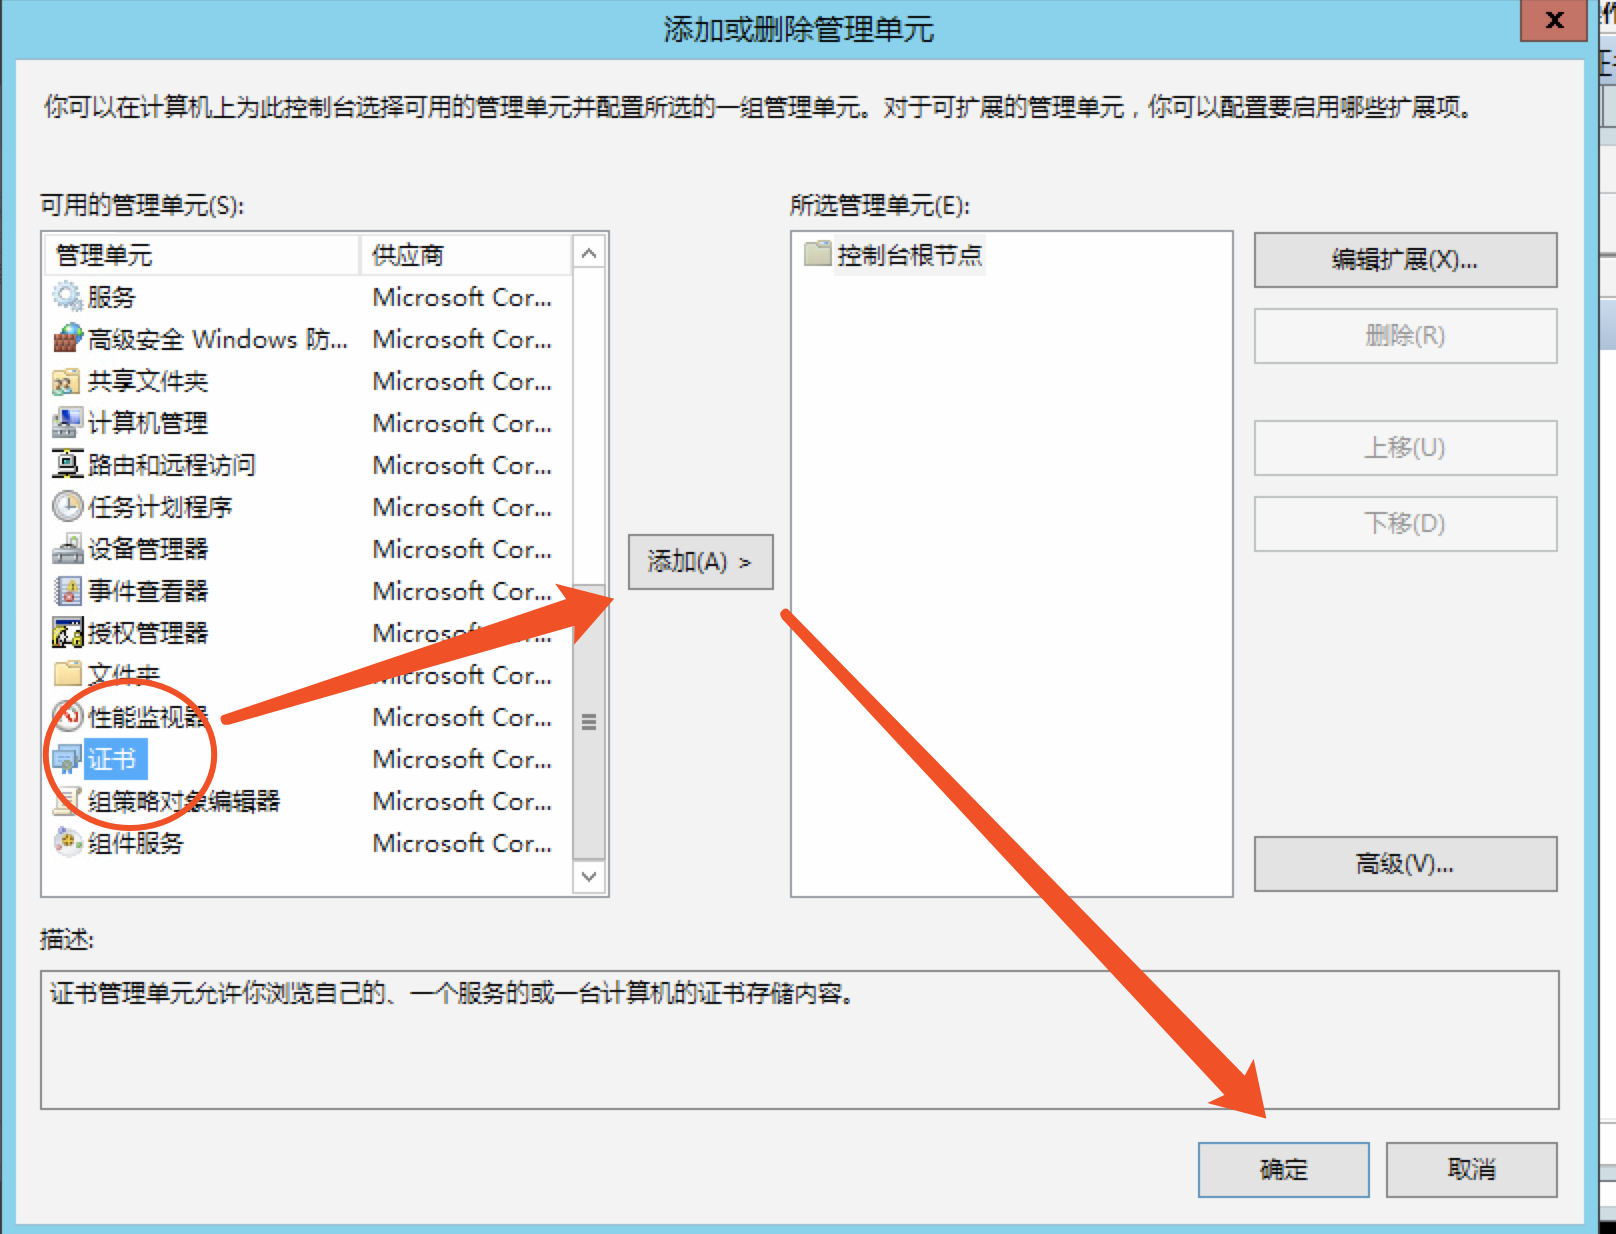 添加或删除管理单元
x
你可以在计算机上为此控制台选择可用的管理单元并配置所选的一组管理单元。对于可扩展的管理单元，你可以配置要启用哪些扩展项。
可用的管理单元(S):
管理单元 供应商
服务 Microsoft Cor...
高级安全 Windows 防... Microsoft Cor...
共享文件夹 Microsoft Cor...
计算机管理 Microsoft Cor...
路由和远程访问 Microsoft Cor...
任务计划程序 Microsoft Cor...
设备管理器 Microsoft Cor...
事件查看器 Microsoft Cor...
授权管理器 Microsoft Cor...
文件夹 Microsoft Cor...
性能监视器 Microsoft Cor...
证书 Microsoft Cor...
组策略对象编辑器 Microsoft Cor...
组件服务 Microsoft Cor...
添加(A) >
所选管理单元(E):
控制台根节点
编辑扩展(X)...
删除(R)
上移(U)
下移(D)
高级(V)...
描述:
证书管理单元允许你浏览自己的、一个服务的或一台计算机的证书存储内容。
确定
取消